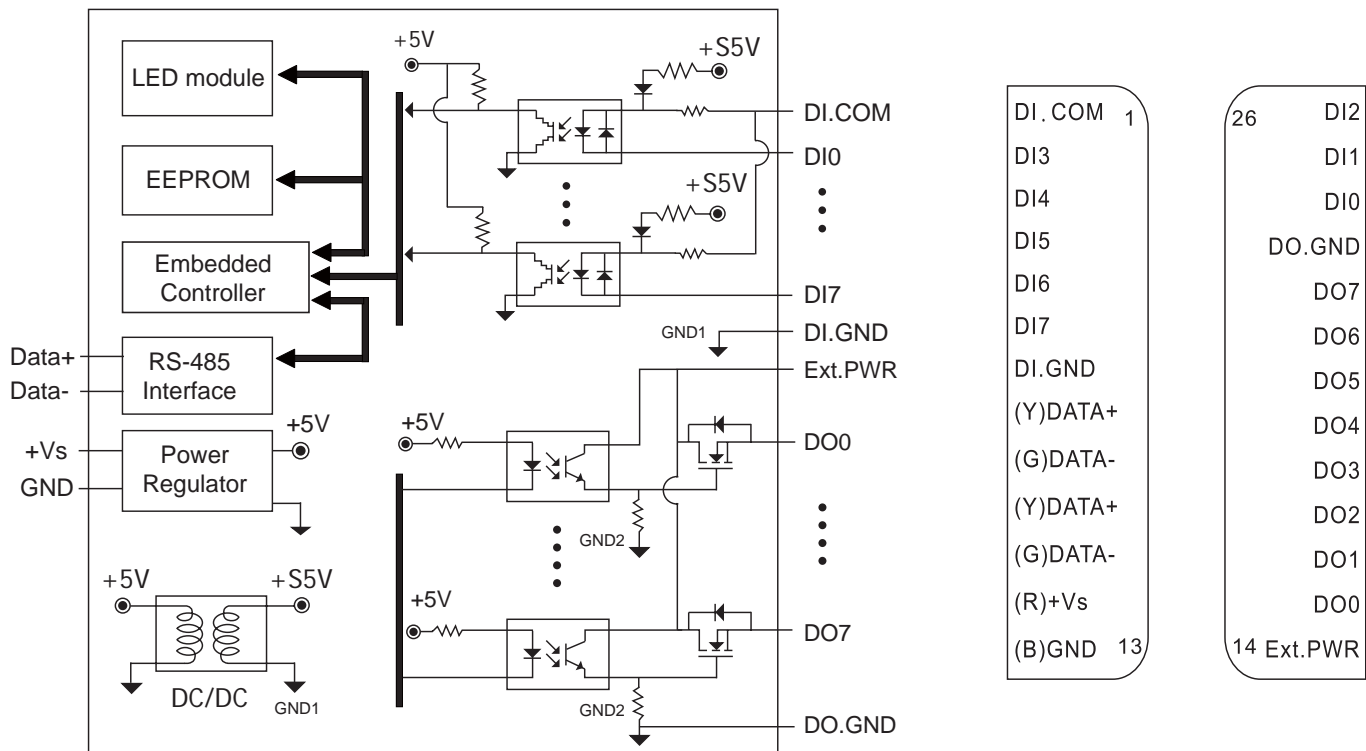 LED module
EEPROM
Embedded
Controller
RS-485
Interface
Data+
Data-
Power
Regulator
+Vs
GND
+5V
+5V
+S5V
DC/DC
GND1
+5V
+S5V
DI.COM
DI0
+S5V
DI7
GND1
DI.GND
Ext.PWR
+5V
DO0
GND2
+5V
DO7
GND2
DO.GND
DI.COM 1
DI3
DI4
DI5
DI6
DI7
DI.GND
(Y)DATA+
(G)DATA-
(Y)DATA+
(G)DATA-
(R)+Vs
(B)GND 13
26 DI2
DI1
DI0
DO.GND
DO7
DO6
DO5
DO4
DO3
DO2
DO1
DO0
14 Ext.PWR